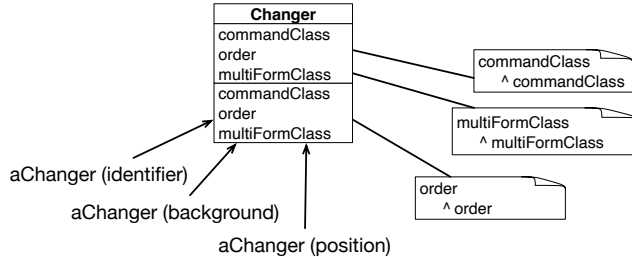 Changer
commandClass
order
multiFormClass
commandClass
order
multiFormClass
commandClass
^ commandClass
multiFormClass
^ multiFormClass
order
^ order
aChanger (identifier)
aChanger (background)
aChanger (position)